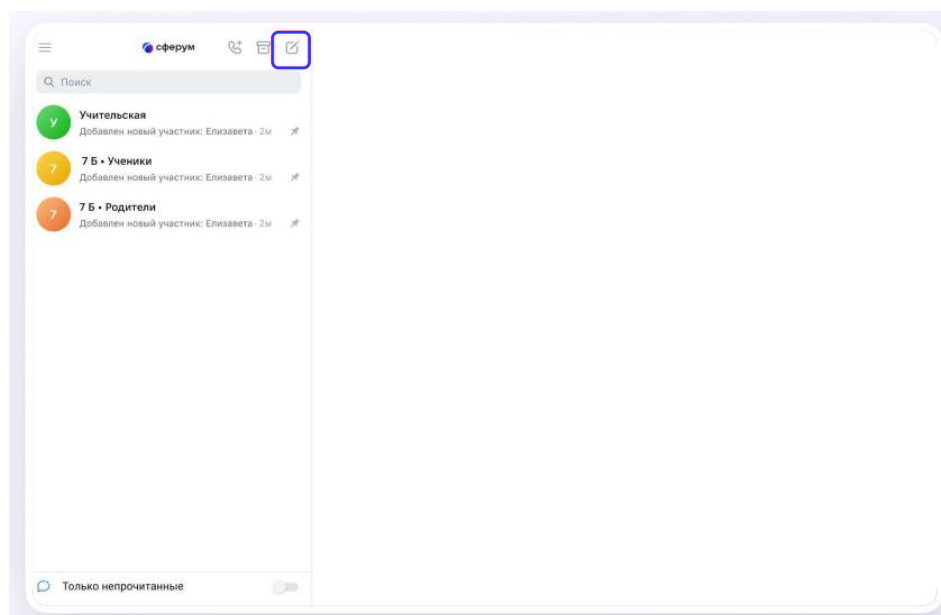 сферум
Поиск
У
Учительская
Добавлен новый участник: Елизавета · 2м
7
7 Б • Ученики
Добавлен новый участник: Елизавета · 2м
7
7 Б • Родители
Добавлен новый участник: Елизавета · 2м
Только непрочитанные